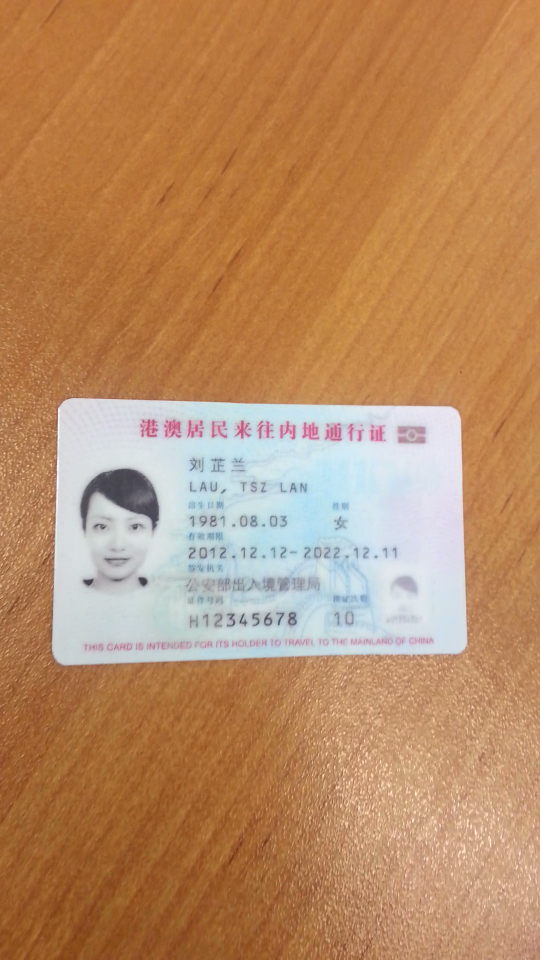 港澳居民来往内地通行证
刘芷兰
LAU, TSZ LAN
出生日期 性别
1981.08.03 女
有效期限
2012.12.12-2022.12.11
签发机关
公安部出入境管理局
证件号码 换证次数
H12345678 10
THIS CARD IS INTENDED FOR ITS HOLDER TO TRAVEL TO THE MAINLAND OF CHINA